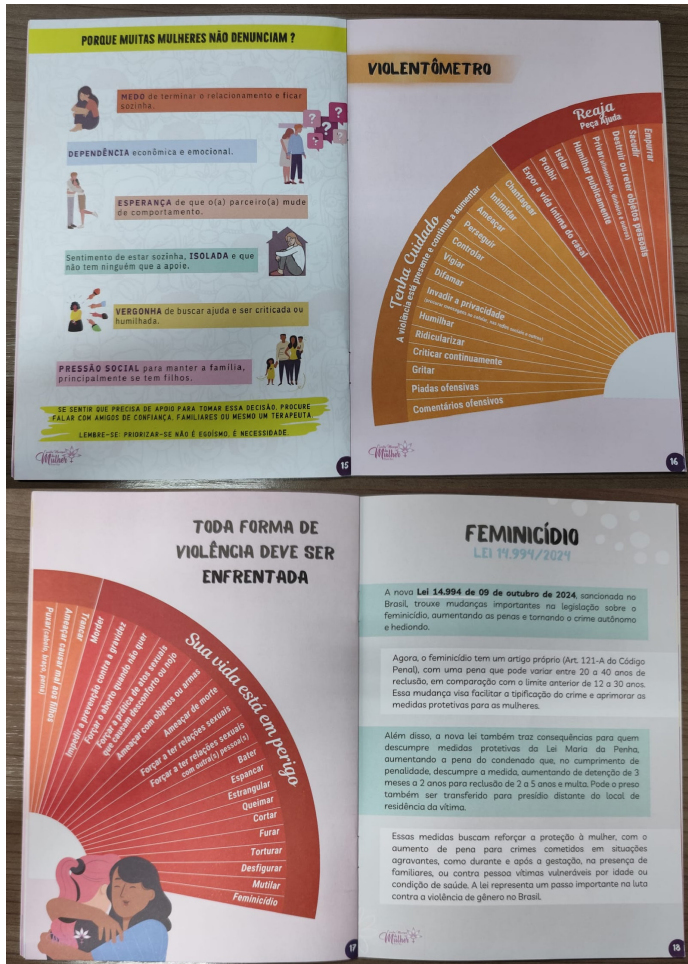 PORQUE MUITAS MULHERES NÃO DENUNCIAM ?
MEDO de terminar o relacionamento e ficar
sozinha.
DEPENDÊNCIA econômica e emocional.
ESPERANÇA de que o(a) parceiro(a) mude
de comportamento.
Sentimento de estar sozinha, ISOLADA e que
não tem ninguém que a apoie.
VERGONHA de buscar ajuda e ser criticada ou
humilhada.
PRESSÃO SOCIAL para manter a família,
principalmente se tem filhos.
SE SENTIR QUE PRECISA DE APOIO PARA TOMAR ESSA DECISÃO, PROCURE
FALAR COM AMIGOS DE CONFIANÇA, FAMILIARES OU MESMO UM TERAPEUTA.
LEMBRE-SE: PRIORIZAR-SE NÃO É EGOÍSMO, É NECESSIDADE.
Mulher
15
VIOLENTÔMETRO
Reaja
Peça Ajuda
Empurrar
Sacudir
Destruir ou reter objetos pessoais
Privar
Humilhar publicamente
Isolar
Proibir
Expor a vida íntima do casal
Tenha Cuidado
A violência está presente e continua a aumentar
Chantagear
Intimidar
Ameaçar
Perseguir
Controlar
Vigiar
Difamar
Invadir a privacidade
Humilhar
Ridicularizar
Criticar continuamente
Gritar
Piadas ofensivas
Comentários ofensivos
Mulher
16
TODA FORMA DE
VIOLÊNCIA DEVE SER
ENFRENTADA
Puxar (cabelo, braço, perna)
Ameaçar causar mal aos filhos
Trancar
Sua vida está em perigo
Morder
Impedir a prevenção contra a gravidez
Forçar o aborto quando não quer
Forçar a prática de atos sexuais
que causam desconforto ou nojo
Ameaçar com objetos ou armas
Ameaçar de morte
Forçar a ter relações sexuais
Forçar a ter relações sexuais
com outra(s) pessoa(s)
Bater
Espancar
Estrangular
Queimar
Cortar
Furar
Torturar
Desfigurar
Mutilar
Feminicídio
17
FEMINICÍDIO
LEI 14.994/2024
A nova Lei 14.994 de 09 de outubro de 2024, sancionada no
Brasil, trouxe mudanças importantes na legislação sobre o
feminicídio, aumentando as penas e tornando o crime autônomo
e hediondo.
Agora, o feminicídio tem um artigo próprio (Art. 121-A do Código
Penal), com uma pena que pode variar entre 20 a 40 anos de
reclusão, em comparação com o limite anterior de 12 a 30 anos.
Essa mudança visa facilitar a tipificação do crime e aprimorar as
medidas protetivas para as mulheres.
Além disso, a nova lei também traz consequências para quem
descumpre medidas protetivas da Lei Maria da Penha,
aumentando a pena do condenado que, no cumprimento de
penalidade, descumpre a medida, aumentando de detenção de 3
meses a 2 anos para reclusão de 2 a 5 anos e multa. Pode o preso
também ser transferido para presídio distante do local de
residência da vítima.
Essas medidas buscam reforçar a proteção à mulher, com o
aumento de pena para crimes cometidos em situações
agravantes, como durante e após a gestação, na presença de
familiares, ou contra pessoa vítimas vulneráveis por idade ou
condição de saúde. A lei representa um passo importante na luta
contra a violência de gênero no Brasil.
Mulher
18